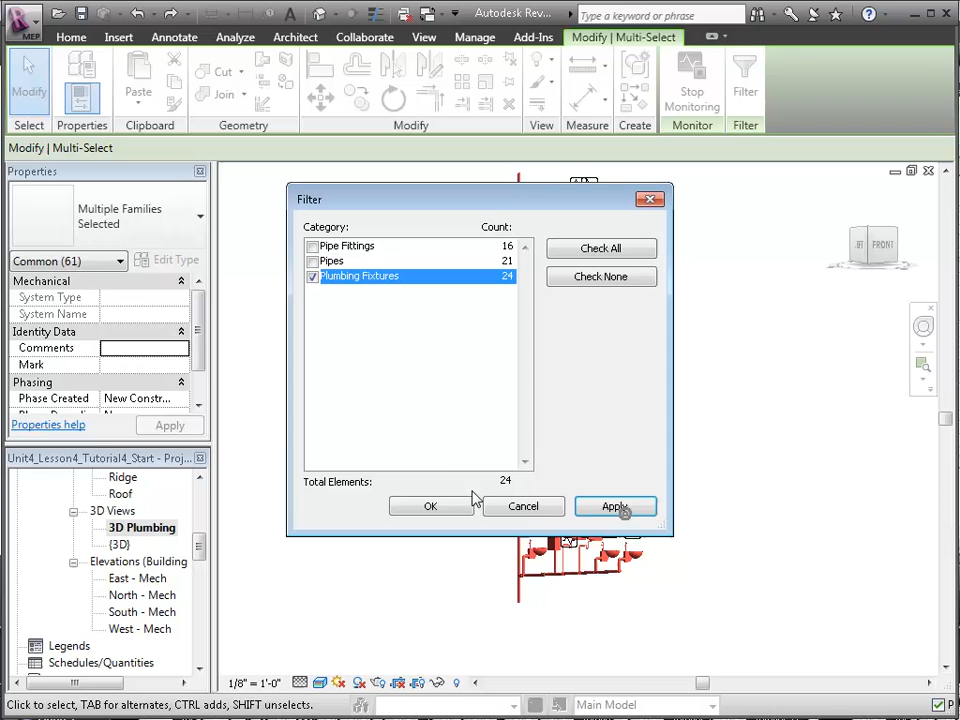 Autodesk Rev...
Type a keyword or phrase
MEP
Home Insert Annotate Analyze Architect Collaborate View Manage Add-Ins Modify | Multi-Select
Modify
Paste
Cut
Join
Stop
Monitoring
Filter
Select Properties Clipboard Geometry Modify View Measure Create Monitor Filter
Modify | Multi-Select
Properties
Multiple Families
Selected
Common (61)
Edit Type
Mechanical
System Type
System Name
Identity Data
Comments
Mark
Phasing
Phase Created New Constr...
Properties help
Apply
Unit4_Lesson4_Tutorial4_Start - Proj...
Ridge
Roof
3D Views
3D Plumbing
{3D}
Elevations (Building
East - Mech
North - Mech
South - Mech
West - Mech
Legends
Schedules/Quantities
Filter
Category: Count:
Pipe Fittings 16
Pipes 21
Plumbing Fixtures 24
Check All
Check None
Total Elements: 24
OK
Cancel
Apply
FRONT
1/8" = 1'-0"
Click to select, TAB for alternates, CTRL adds, SHIFT unselects.
Main Model